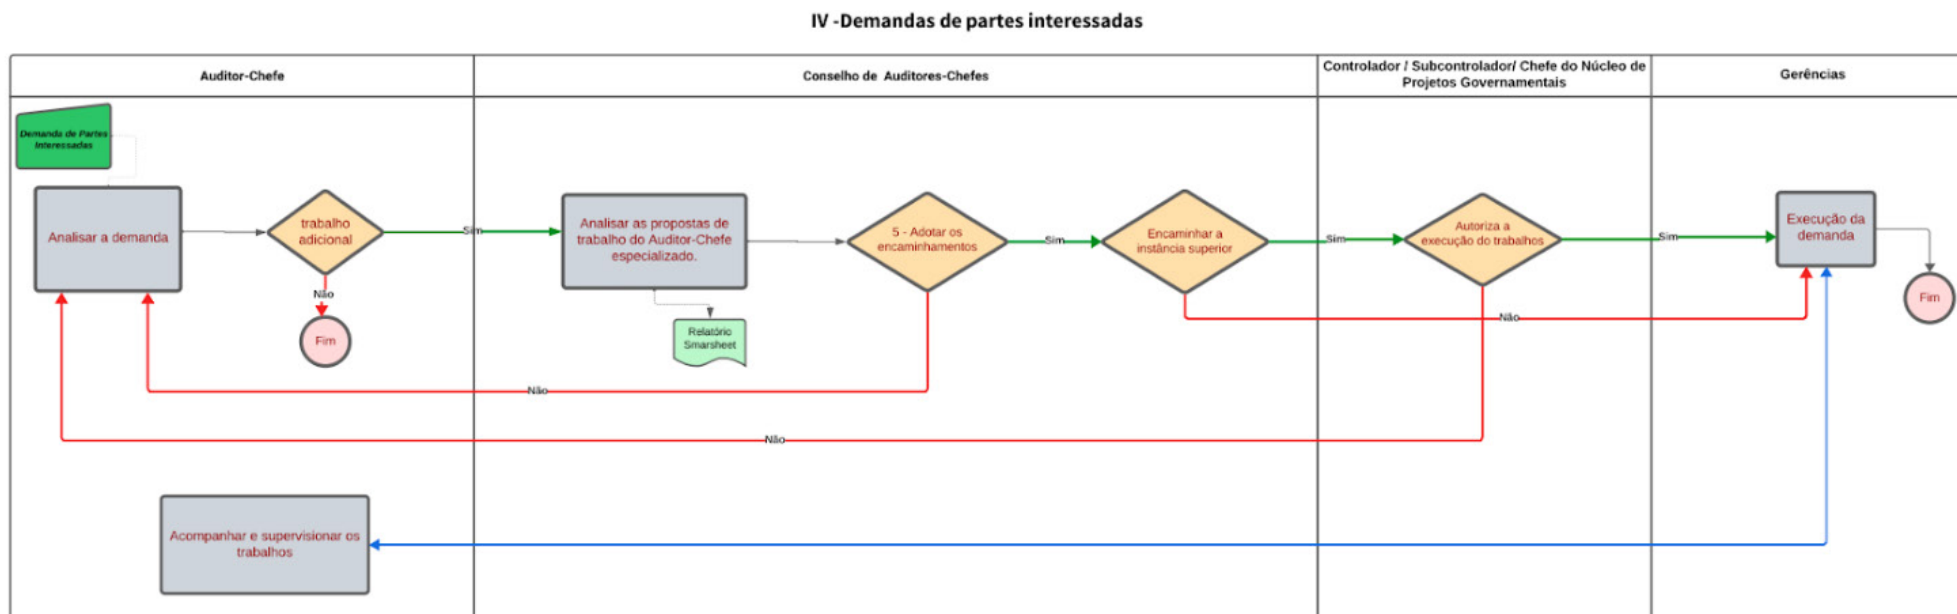 IV -Demandas de partes interessadas
Auditor-Chefe
Conselho de Auditores-Chefes
Controlador / Subcontrolador/ Chefe do Núcleo de
Projetos Governamentais
Gerências
Demanda de Partes
Interessadas
Analisar a demanda
trabalho
adicional
Sim
Não
Fim
Analisar as propostas de
trabalho do Auditor-Chefe
especializado.
Relatório
Smarsheet
5 - Adotar os
encaminhamentos
Sim
Encaminhar a
instância superior
Sim
Autoriza a
execução do trabalhos
Sim
Execução da
demanda
Fim
Não
Não
Não
Acompanhar e supervisionar os
trabalhos